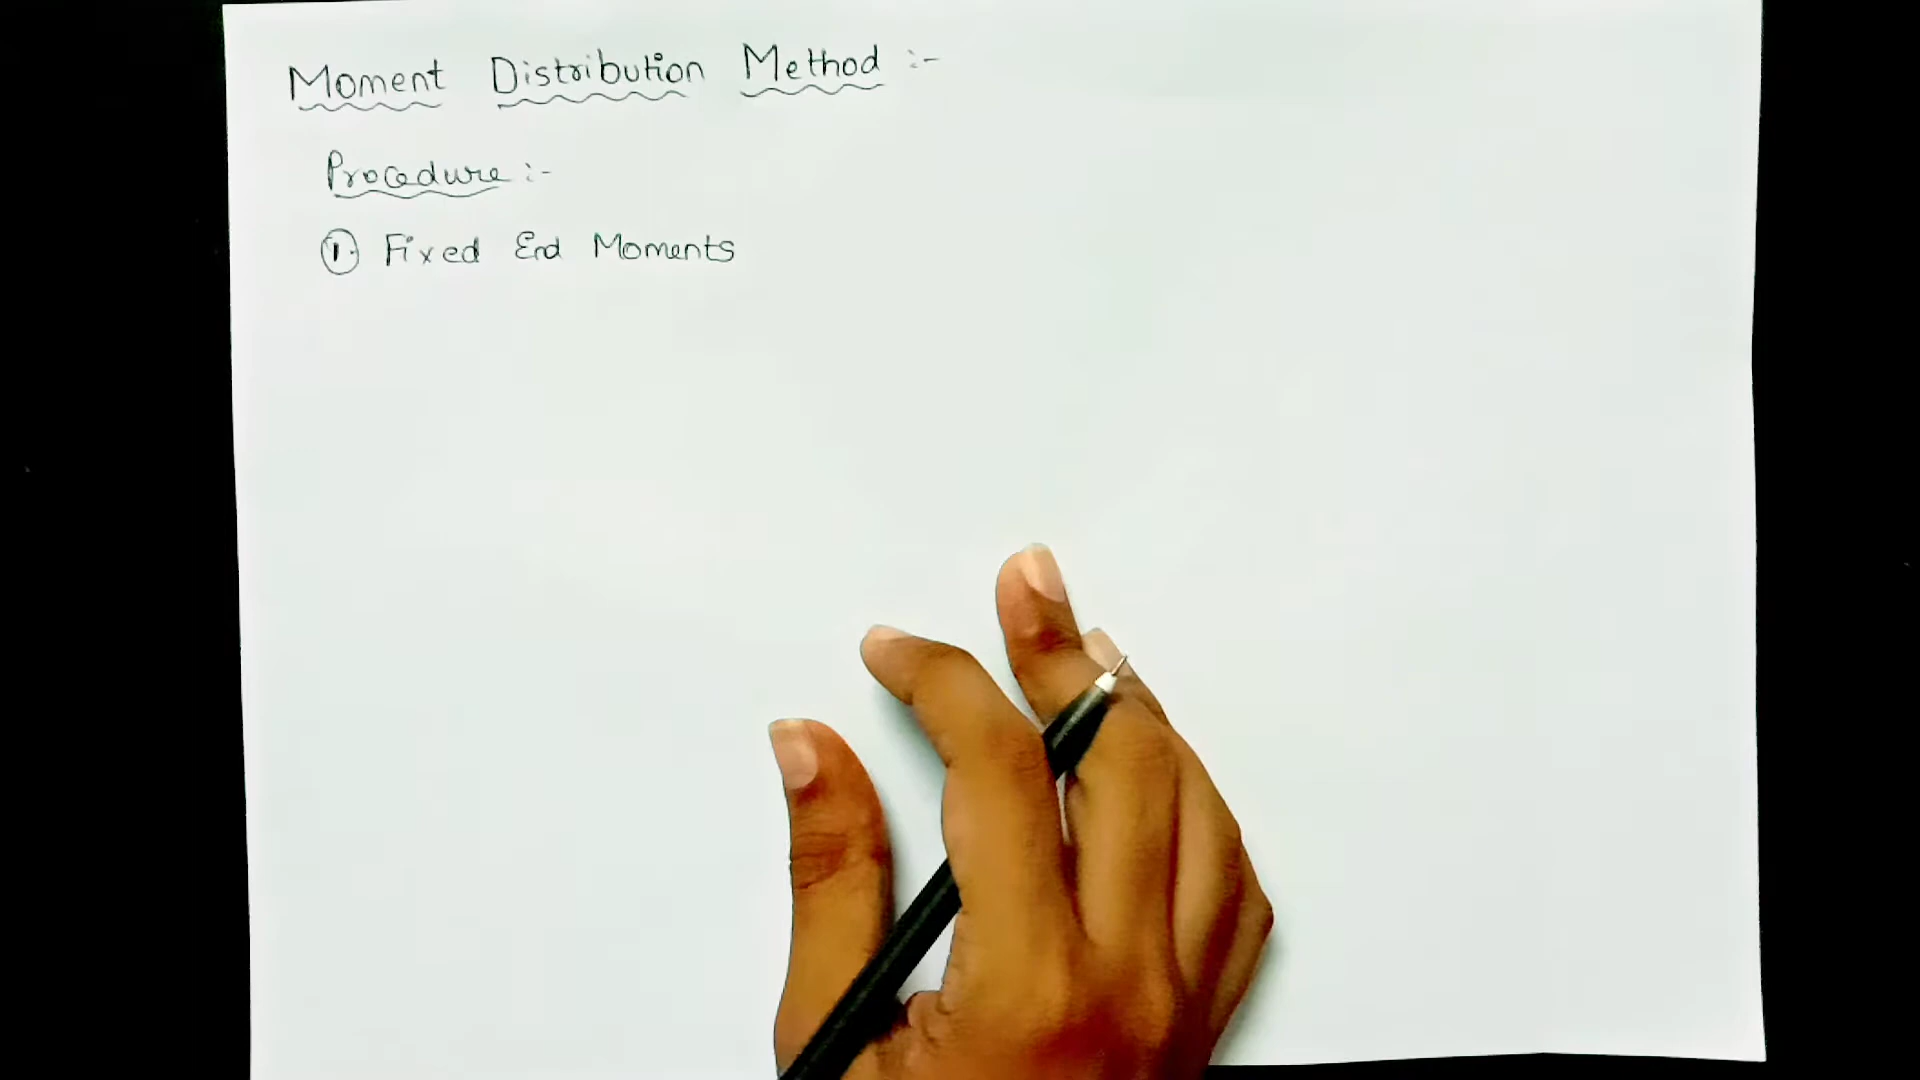 Moment Distribution Method :-
Procedure :-
1. Fixed End Moments